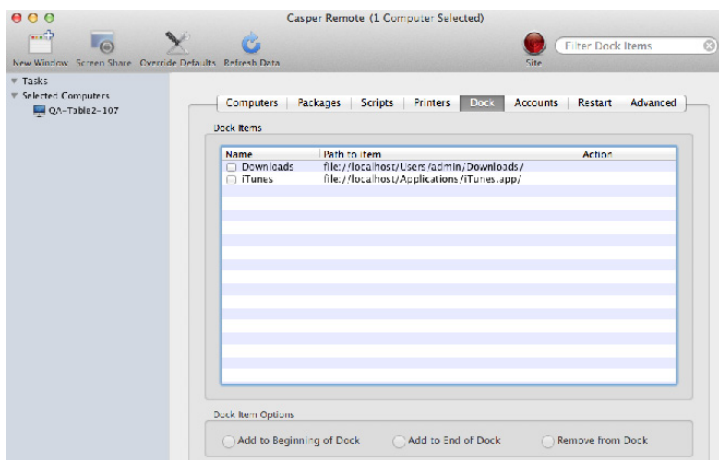 Casper Remote (1 Computer Selected)
New Window Screen Share Override Defaults Refresh Data Site Filter Dock Items
Tasks
Selected Computers
QA-Table2-107
Computers Packages Scripts Printers Dock Accounts Restart Advanced
Dock Items
Name Path to item Action
Downloads file://localhost/Users/admin/Downloads/
iTunes file://localhost/Applications/iTunes.app/
Dock Item Options
Add to Beginning of Dock Add to End of Dock Remove from Dock